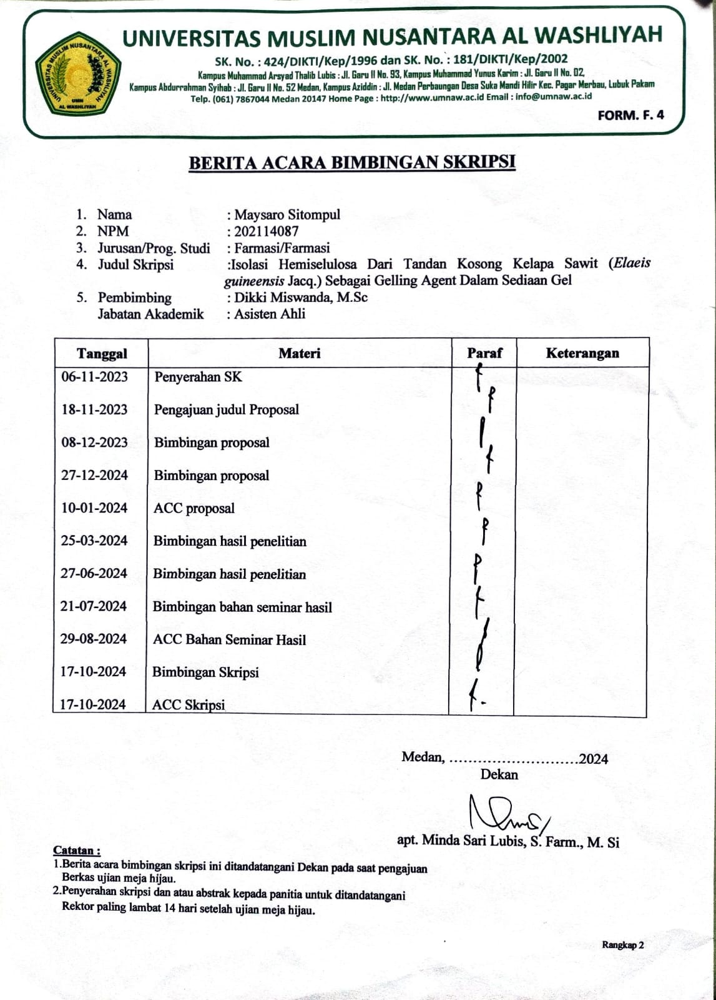 UNIVERSITAS MUSLIM NUSANTARA AL WASHLIYAH
SK. No. : 424/DIKTI/Kep/1996 dan SK. No. : 181/DIKTI/Kep/2002
Kampus Muhammad Arsyad Thalib Lubis : Jl. Garu II No. 93, Kampus Muhammad Yunus Karim : Jl. Garu II No. 02,
Kampus Abdurrahman Syihab : Jl. Garu II No. 52 Medan, Kampus Aziddin : Jl. Medan Perbaungan Desa Suka Mandi Hilir Kec. Pagar Merbau, Lubuk Pakam
Telp. (061) 7867044 Medan 20147 Home Page : http://www.umnaw.ac.id Email : info@umnaw.ac.id
UNIVERSITAS MUSLIM NUSANTARA AL WASHLIYAH
UMN
AL WASHLIYAH
FORM. F. 4
BERITA ACARA BIMBINGAN SKRIPSI
1. Nama : Maysaro Sitompul
2. NPM : 202114087
3. Jurusan/Prog. Studi : Farmasi/Farmasi
4. Judul Skripsi :Isolasi Hemiselulosa Dari Tandan Kosong Kelapa Sawit (Elaeis
guineensis Jacq.) Sebagai Gelling Agent Dalam Sediaan Gel
5. Pembimbing : Dikki Miswanda, M.Sc
Jabatan Akademik : Asisten Ahli
Tanggal Materi Paraf Keterangan
06-11-2023 Penyerahan SK
18-11-2023 Pengajuan judul Proposal
08-12-2023 Bimbingan proposal
27-12-2024 Bimbingan proposal
10-01-2024 ACC proposal
25-03-2024 Bimbingan hasil penelitian
27-06-2024 Bimbingan hasil penelitian
21-07-2024 Bimbingan bahan seminar hasil
29-08-2024 ACC Bahan Seminar Hasil
17-10-2024 Bimbingan Skripsi
17-10-2024 ACC Skripsi
Medan, ...........................2024
Dekan
apt. Minda Sari Lubis, S. Farm., M. Si
Catatan :
1.Berita acara bimbingan skripsi ini ditandatangani Dekan pada saat pengajuan
Berkas ujian meja hijau.
2.Penyerahan skripsi dan atau abstrak kepada panitia untuk ditandatangani
Rektor paling lambat 14 hari setelah ujian meja hijau.
Rangkap 2